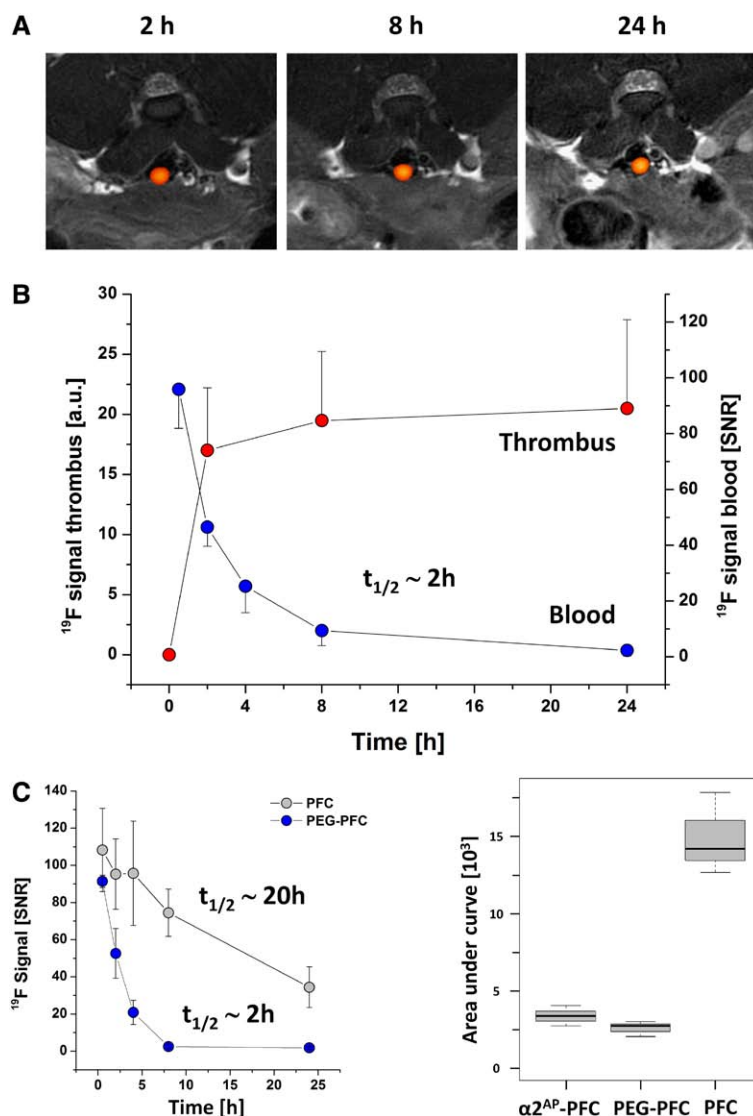 A
2 h 8 h 24 h
B
30
25
20
15
10
5
0
¹⁹F signal thrombus [a.u.]
120
100
80
60
40
20
0
¹⁹F signal blood [SNR]
Thrombus
t₁/₂ ~ 2h
Blood
0 4 8 12 16 20 24
Time [h]
C
140
120
100
80
60
40
20
0
¹⁹F Signal [SNR]
PFC
PEG-PFC
t₁/₂ ~ 20h
t₁/₂ ~ 2h
0 5 10 15 20 25
Time [h]
Area under curve [10³]
15
10
5
0
α2ᴬᴾ-PFC PEG-PFC PFC